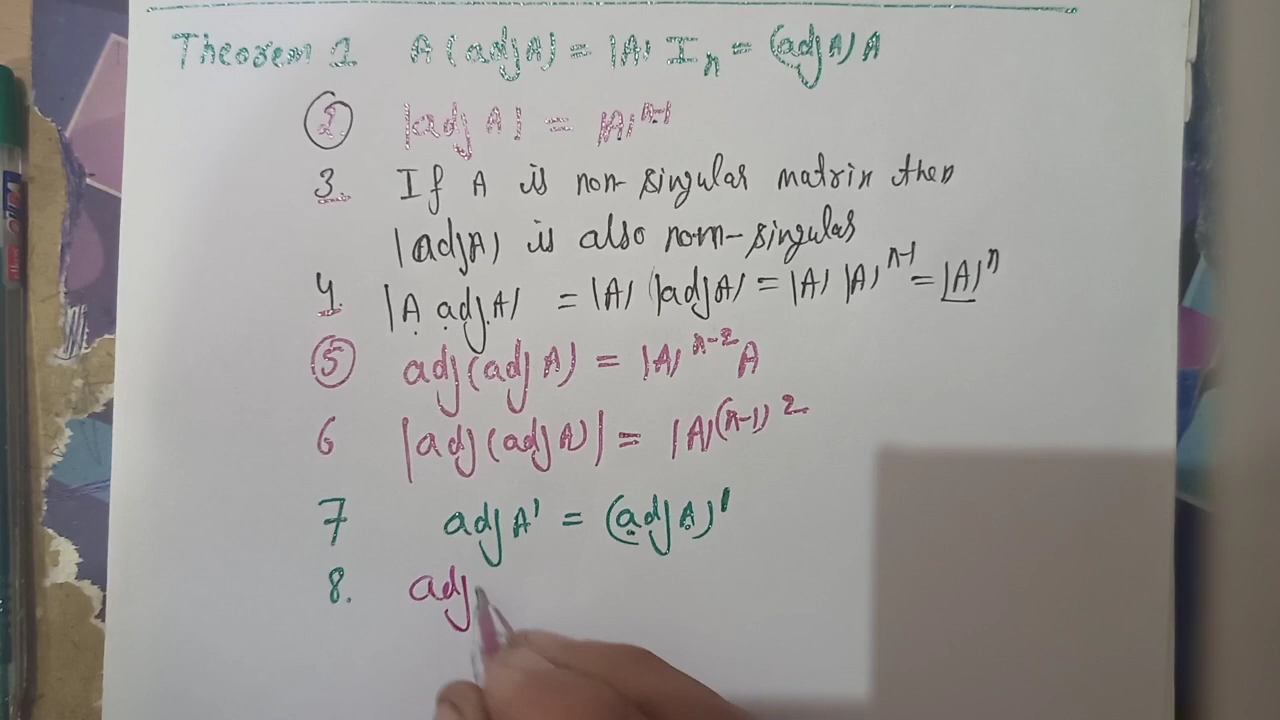 Theorem 1 A (adj A) = |A| Iₙ = (adj A) A
2. |adj A| = |A|ⁿ⁻¹
3. If A is non-singular matrix then
|adj A| is also non-singular
4. |A adj.A| = |A| |adj A| = |A| |A|ⁿ⁻¹ = |A|ⁿ
5 adj(adj A) = |A|ⁿ⁻² A
6 |adj(adj A)| = |A|⁽ⁿ⁻¹⁾²
7 adj A' = (adj A)'
8. adj